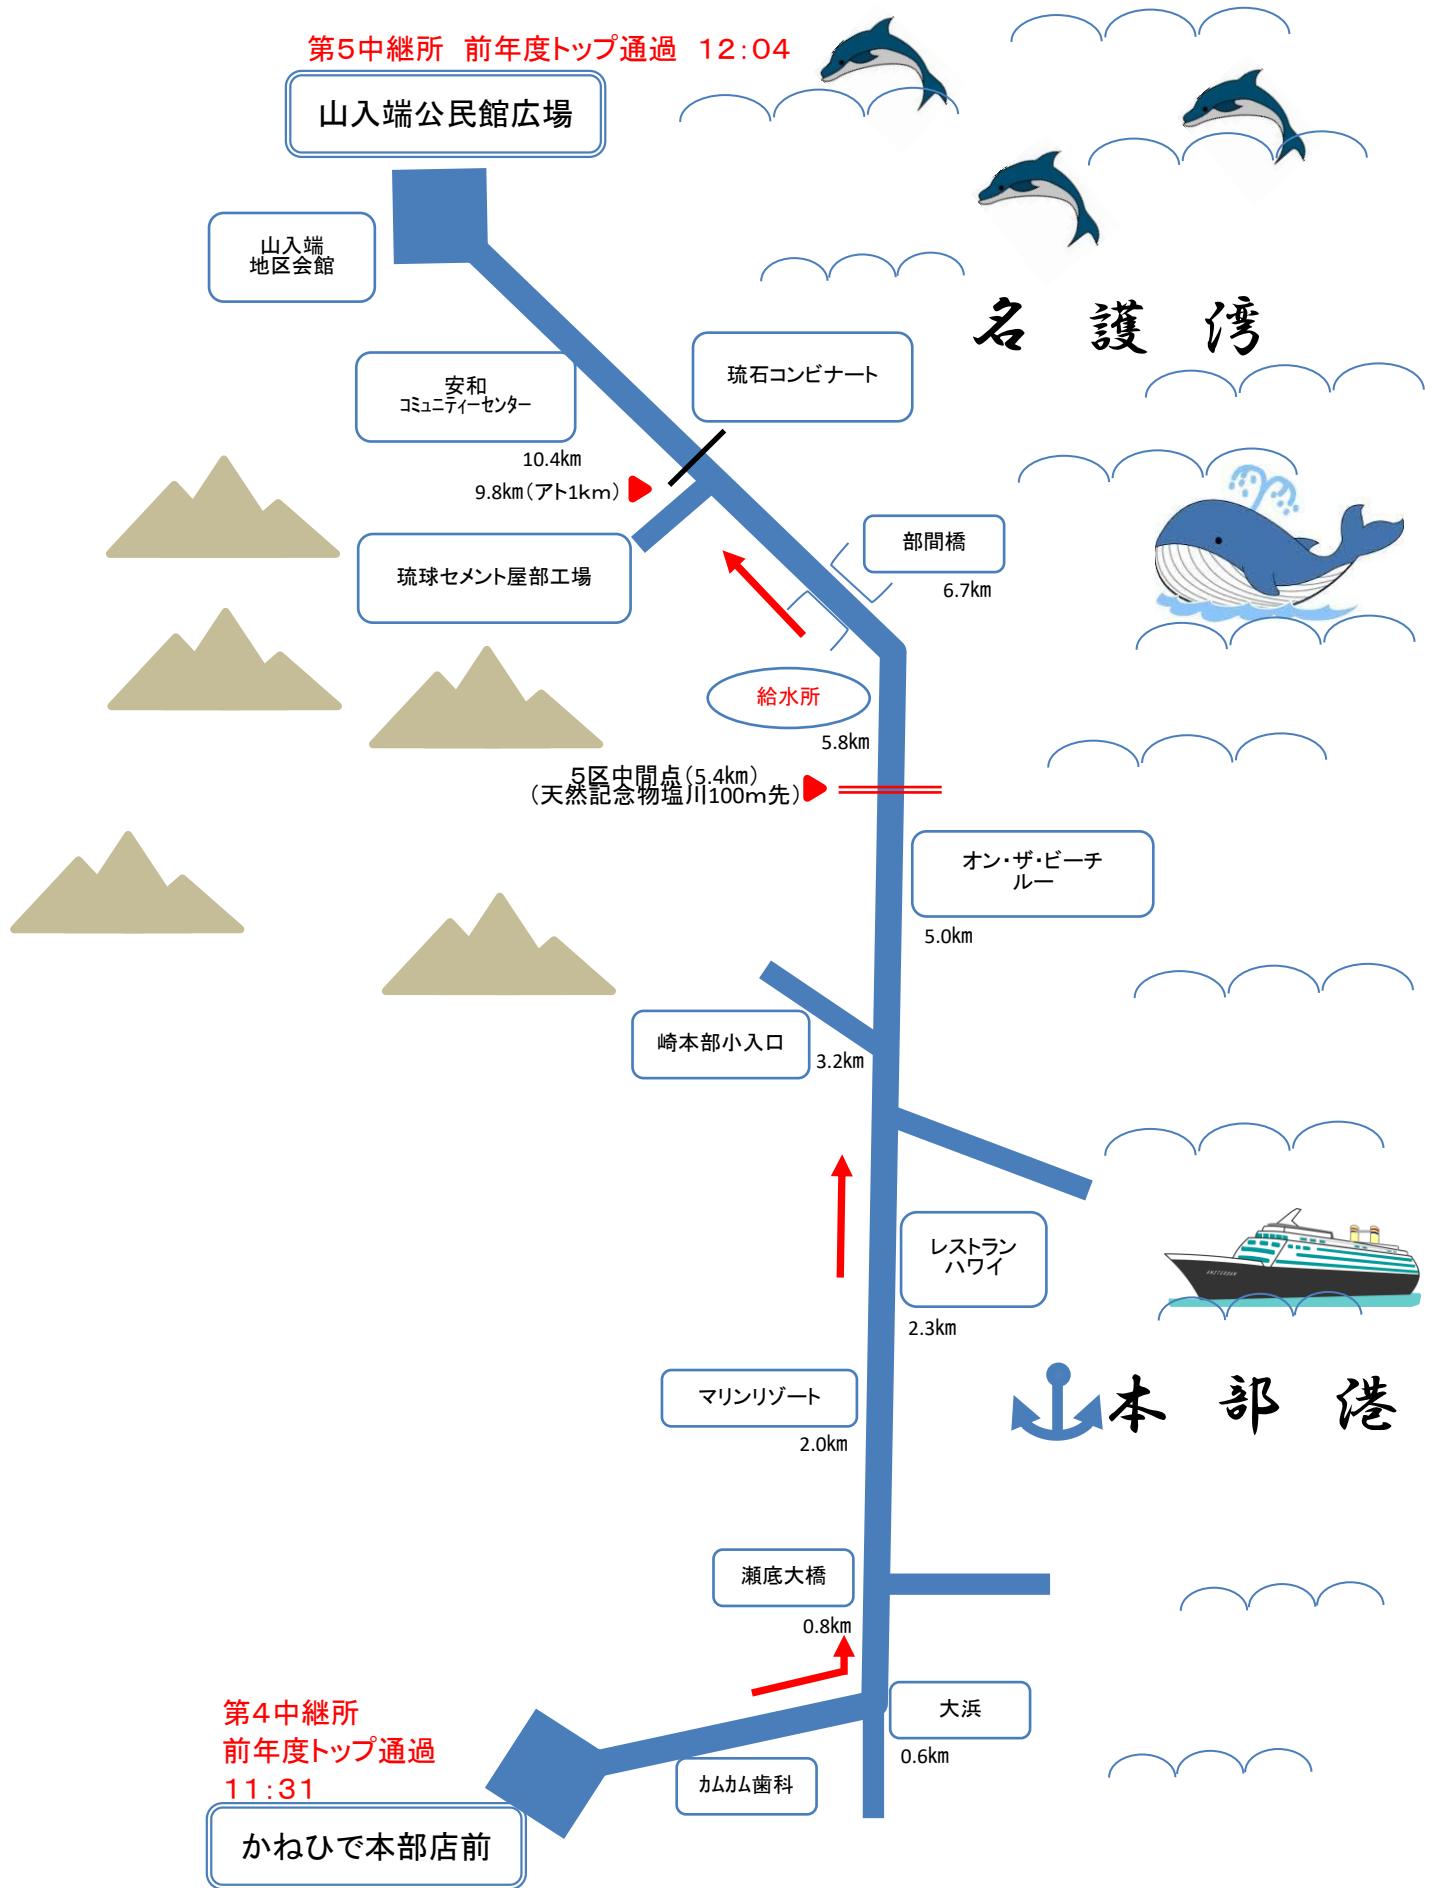 第5中継所　前年度トップ通過　12:04
山入端公民館広場
山入端
地区会館
名　護　湾
琉石コンビナート
安和
コミュニティーセンター
10.4㎞
9.8㎞（アト1ｋｍ）
部間橋
6.7㎞
琉球セメント屋部工場
給水所
5.8㎞
5区中間点（5.4㎞）
（天然記念物塩川100ｍ先）
オン・ザ・ビーチ
ルー
5.0㎞
崎本部小入口
3.2㎞
レストラン
ハワイ
2.3㎞
AMSTERDAM
マリンリゾート
2.0㎞
本　部　港
瀬底大橋
0.8㎞
第4中継所
前年度トップ通過
11:31
大浜
0.6㎞
カムカム歯科
かねひで本部店前